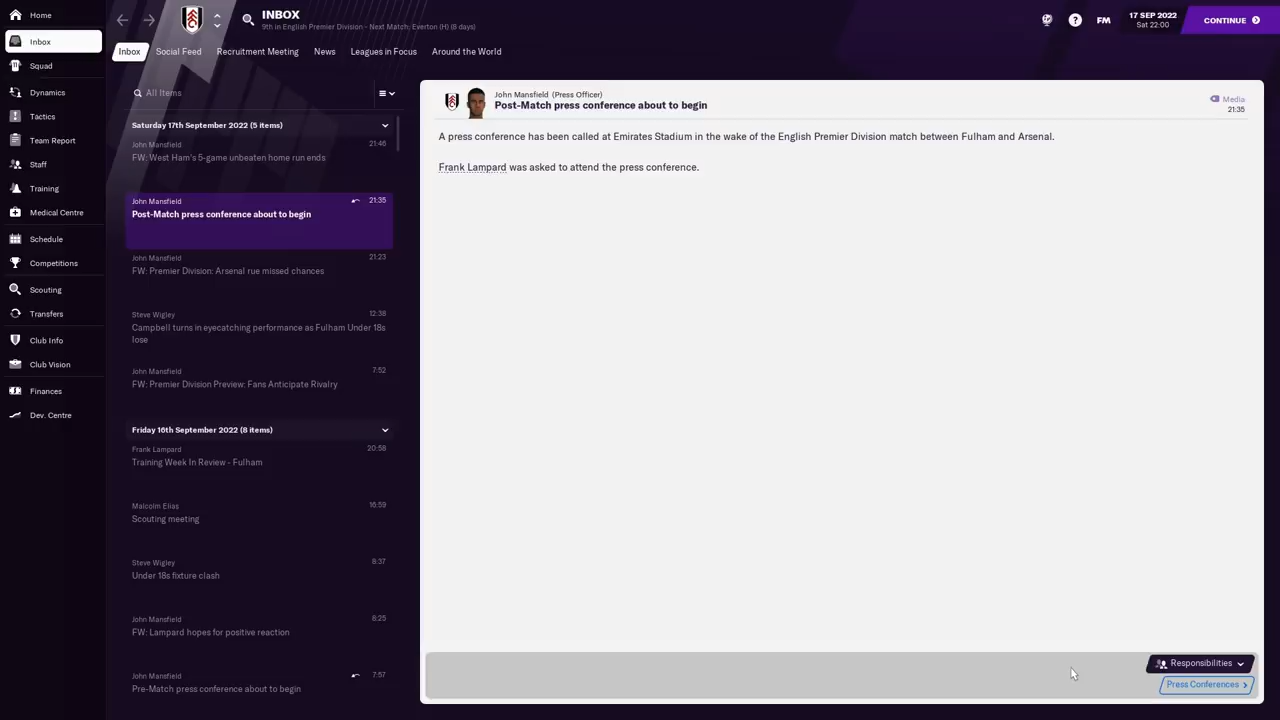 Home
INBOX
9th in English Premier Division - Next Match: Everton (H) (8 days)
FM
17 SEP 2022
Sat 22:00
CONTINUE
Inbox
Squad
Dynamics
Tactics
Team Report
Staff
Training
Medical Centre
Schedule
Competitions
Scouting
Transfers
Club Info
Club Vision
Finances
Dev. Centre
Inbox Social Feed Recruitment Meeting News Leagues in Focus Around the World
All Items
Saturday 17th September 2022 (5 items)
John Mansfield 21:46
FW: West Ham's 5-game unbeaten home run ends
John Mansfield 21:35
Post-Match press conference about to begin
John Mansfield 21:23
FW: Premier Division: Arsenal rue missed chances
Steve Wigley 12:38
Campbell turns in eyecatching performance as Fulham Under 18s
lose
John Mansfield 7:52
FW: Premier Division Preview: Fans Anticipate Rivalry
Friday 16th September 2022 (8 items)
Frank Lampard 20:58
Training Week In Review - Fulham
Malcolm Elias 16:59
Scouting meeting
Steve Wigley 8:37
Under 18s fixture clash
John Mansfield 8:25
FW: Lampard hopes for positive reaction
John Mansfield 7:57
Pre-Match press conference about to begin
John Mansfield (Press Officer)
Post-Match press conference about to begin
Media
21:35
A press conference has been called at Emirates Stadium in the wake of the English Premier Division match between Fulham and Arsenal.
Frank Lampard was asked to attend the press conference.
Responsibilities
Press Conferences